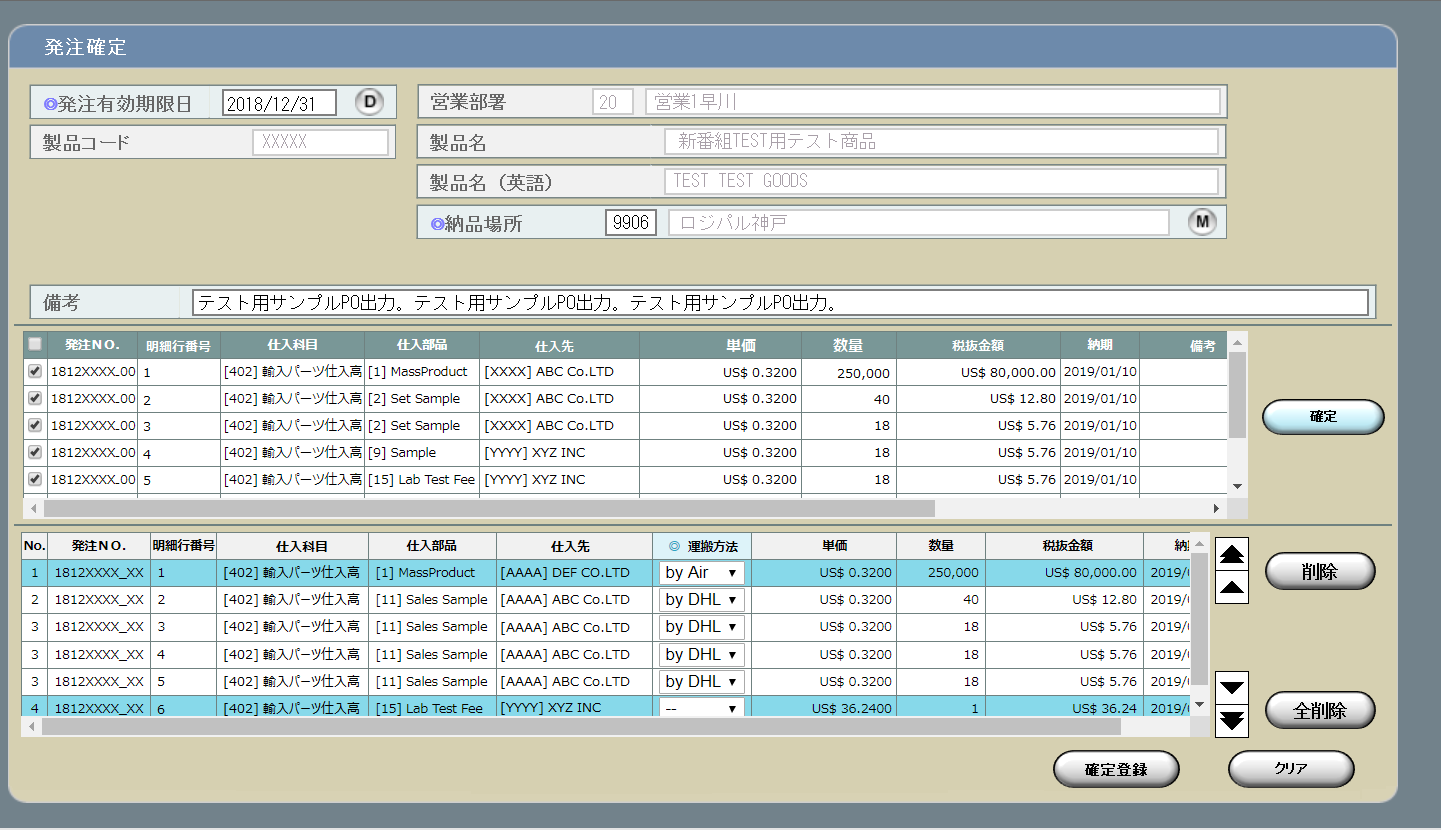 発注確定
◎発注有効期限日 2018/12/31 D 営業部署 20 営業1早川
製品コード XXXXX 製品名 新番組TEST用テスト商品
製品名（英語） TEST TEST GOODS
◎納品場所 9906 ロジパル神戸 M
備考 テスト用サンプルPO出力。テスト用サンプルPO出力。テスト用サンプルPO出力。
発注ＮＯ. 明細行番号 仕入科目 仕入部品 仕入先 単価 数量 税抜金額 納期 備考
1812XXXX_00 1 [402] 輸入パーツ仕入高 [1] MassProduct [XXXX] ABC Co.LTD US$ 0.3200 250,000 US$ 80,000.00 2019/01/10
1812XXXX_00 2 [402] 輸入パーツ仕入高 [2] Set Sample [XXXX] ABC Co.LTD US$ 0.3200 40 US$ 12.80 2019/01/10
1812XXXX_00 3 [402] 輸入パーツ仕入高 [2] Set Sample [XXXX] ABC Co.LTD US$ 0.3200 18 US$ 5.76 2019/01/10
1812XXXX_00 4 [402] 輸入パーツ仕入高 [9] Sample [YYYY] XYZ INC US$ 0.3200 18 US$ 5.76 2019/01/10
1812XXXX_00 5 [402] 輸入パーツ仕入高 [15] Lab Test Fee [YYYY] XYZ INC US$ 0.3200 18 US$ 5.76 2019/01/10
確定
No. 発注ＮＯ. 明細行番号 仕入科目 仕入部品 仕入先 ◎ 運搬方法 単価 数量 税抜金額 納
1 1812XXXX_XX 1 [402] 輸入パーツ仕入高 [1] MassProduct [AAAA] DEF CO.LTD by Air US$ 0.3200 250,000 US$ 80,000.00 2019/
2 1812XXXX_XX 2 [402] 輸入パーツ仕入高 [11] Sales Sample [AAAA] ABC Co.LTD by DHL US$ 0.3200 40 US$ 12.80 2019/
3 1812XXXX_XX 3 [402] 輸入パーツ仕入高 [11] Sales Sample [AAAA] ABC Co.LTD by DHL US$ 0.3200 18 US$ 5.76 2019/
3 1812XXXX_XX 4 [402] 輸入パーツ仕入高 [11] Sales Sample [AAAA] ABC Co.LTD by DHL US$ 0.3200 18 US$ 5.76 2019/
3 1812XXXX_XX 5 [402] 輸入パーツ仕入高 [11] Sales Sample [AAAA] ABC Co.LTD by DHL US$ 0.3200 18 US$ 5.76 2019/
4 1812XXXX_XX 6 [402] 輸入パーツ仕入高 [15] Lab Test Fee [YYYY] XYZ INC -- US$ 36.2400 1 US$ 36.24 2019/
削除
全削除
確定登録 クリア